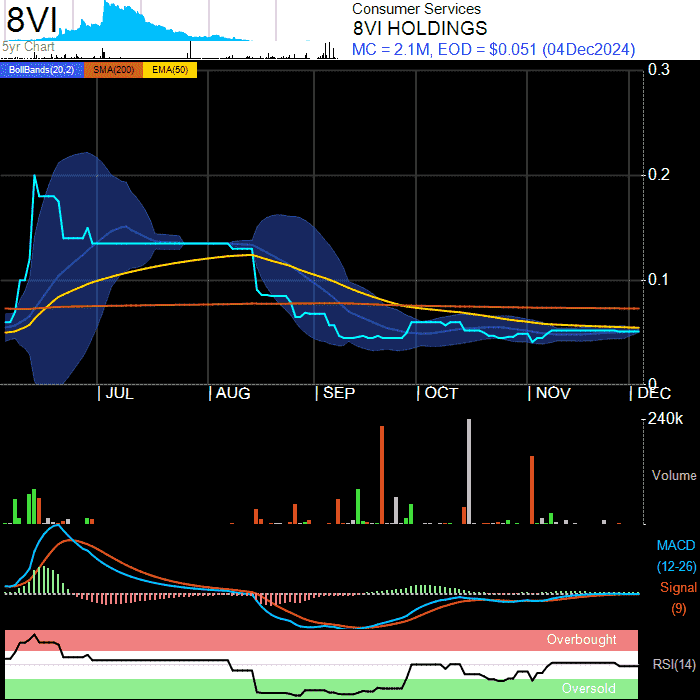 8VI
5yr Chart
Consumer Services
8VI HOLDINGS
MC = 2.1M, EOD = $0.051 (04Dec2024)
BollBands(20,2) SMA(200) EMA(50)
0.3
0.2
0.1
0
JUL AUG SEP OCT NOV DEC
240k
Volume
MACD
(12-26)
Signal
(9)
Overbought
RSI(14)
Oversold